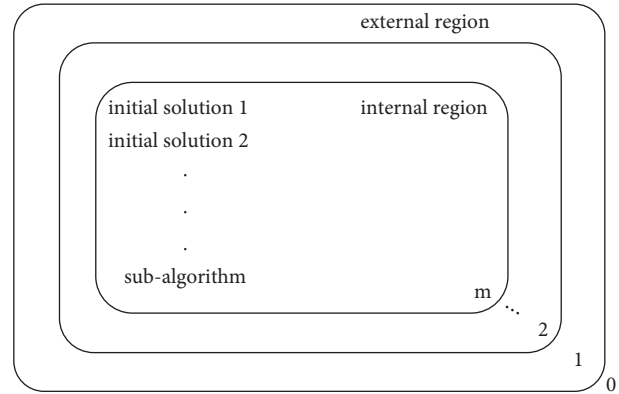 external region
initial solution 1
internal region
initial solution 2
.
.
.
sub-algorithm
m
...
2
1
0